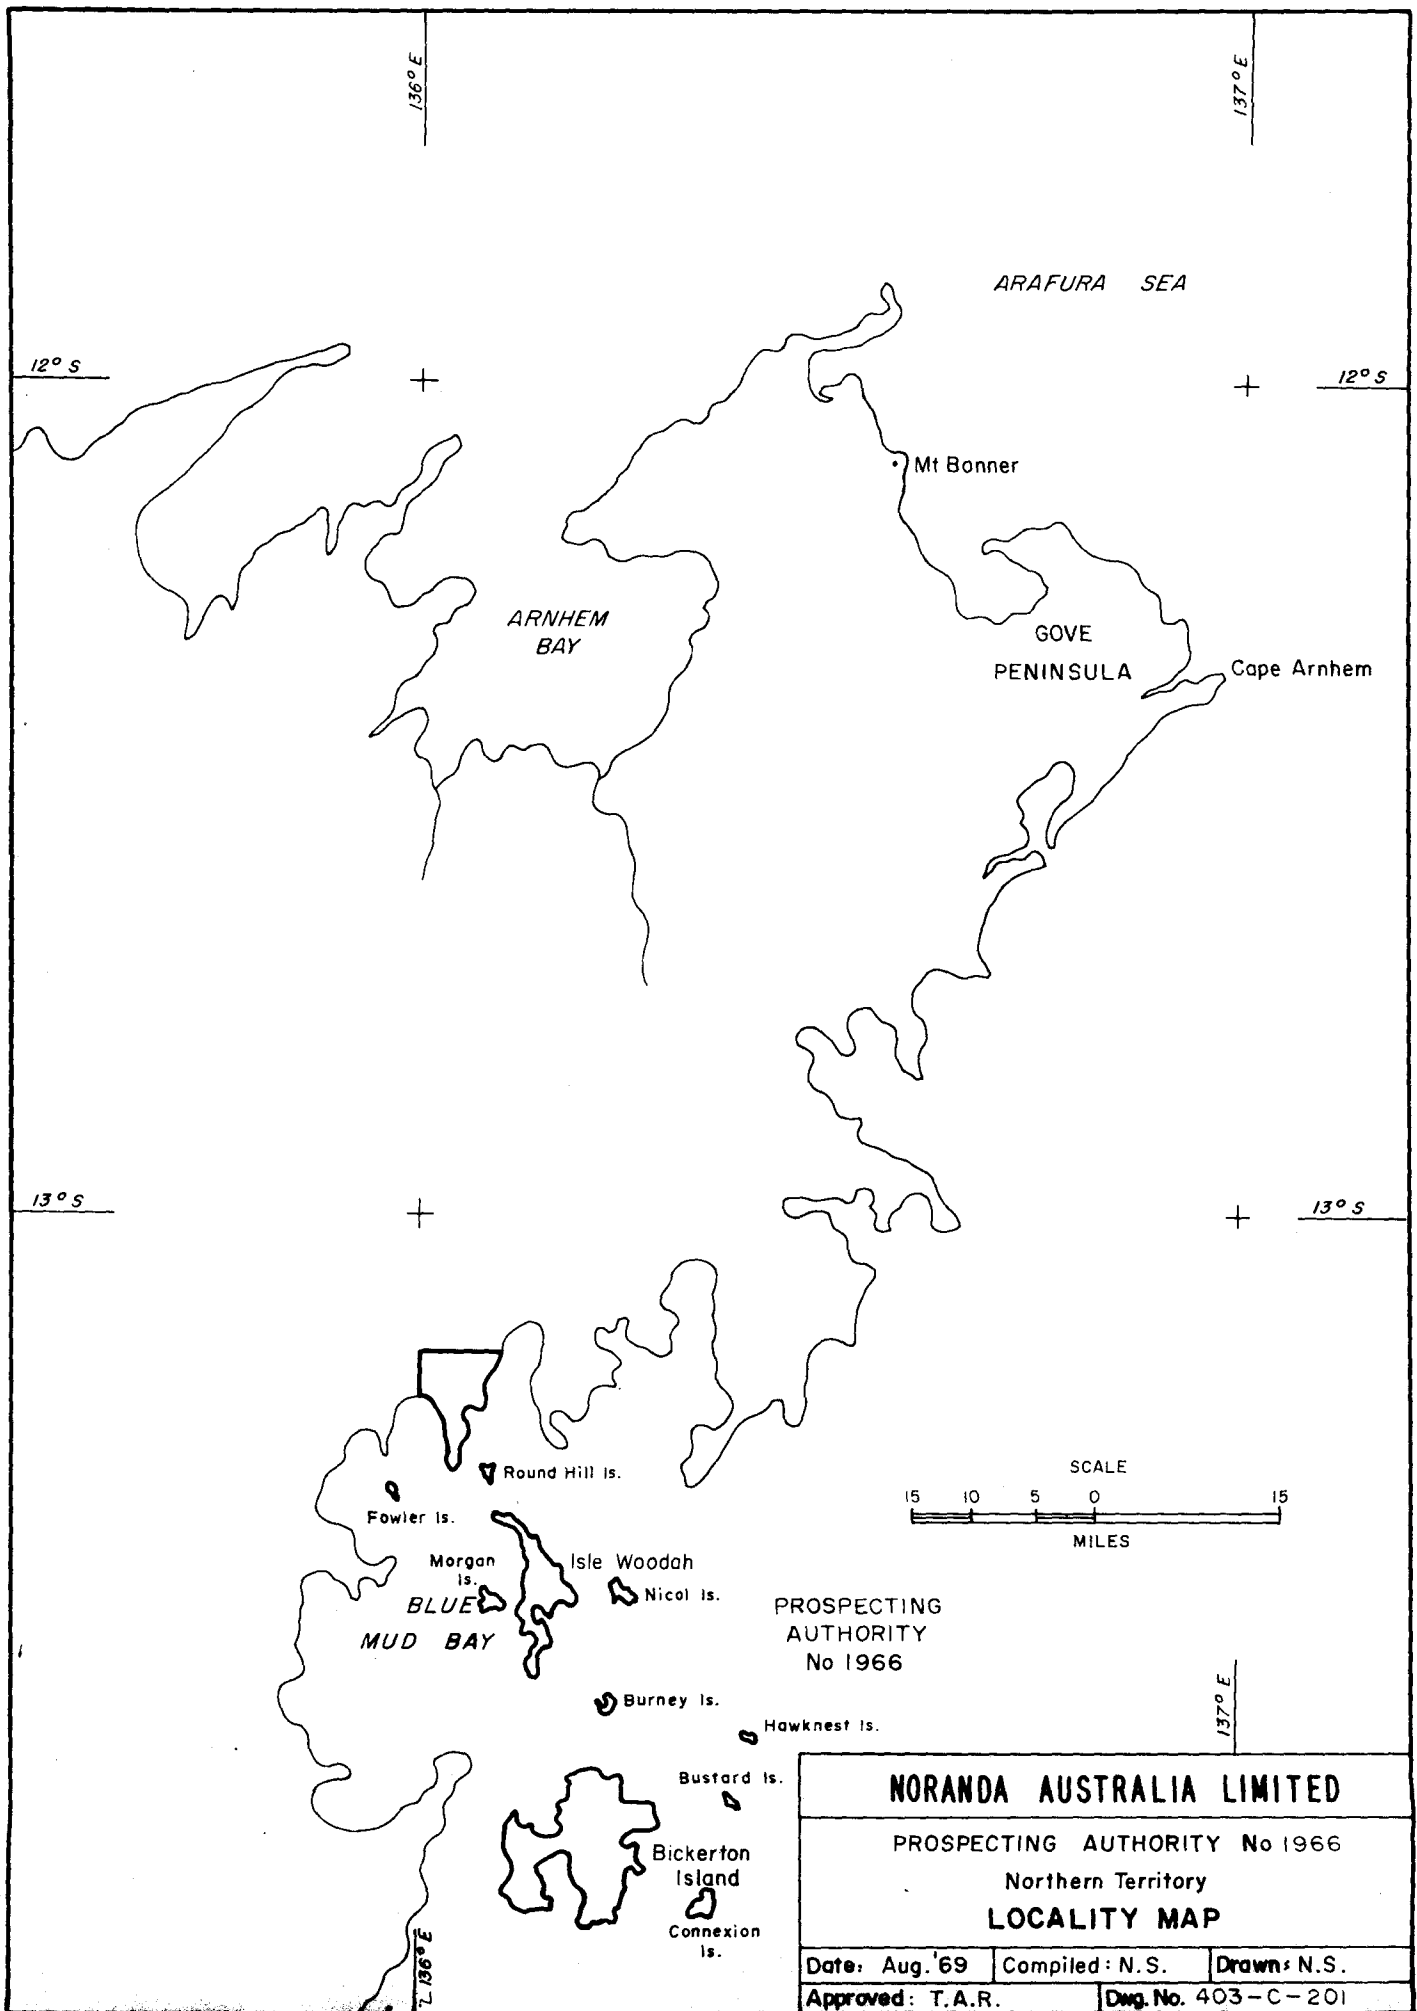 136° E
137° E
ARAFURA SEA
12° S
12° S
Mt Bonner
ARNHEM
BAY
GOVE
PENINSULA
Cape Arnhem
13° S
13° S
Round Hill Is.
Fowler Is.
SCALE
15 10 5 0 15
MILES
Morgan
Is.
Isle Woodah
Nicol Is.
BLUE
MUD BAY
PROSPECTING
AUTHORITY
No 1966
Burney Is.
Hawknest Is.
137° E
Bustard Is.
Bickerton
Island
Connexion
Is.
136° E
NORANDA AUSTRALIA LIMITED
PROSPECTING AUTHORITY No 1966
Northern Territory
LOCALITY MAP
Date: Aug. '69 Compiled: N.S. Drawn: N.S.
Approved: T.A.R. Dwg. No. 403-C-201